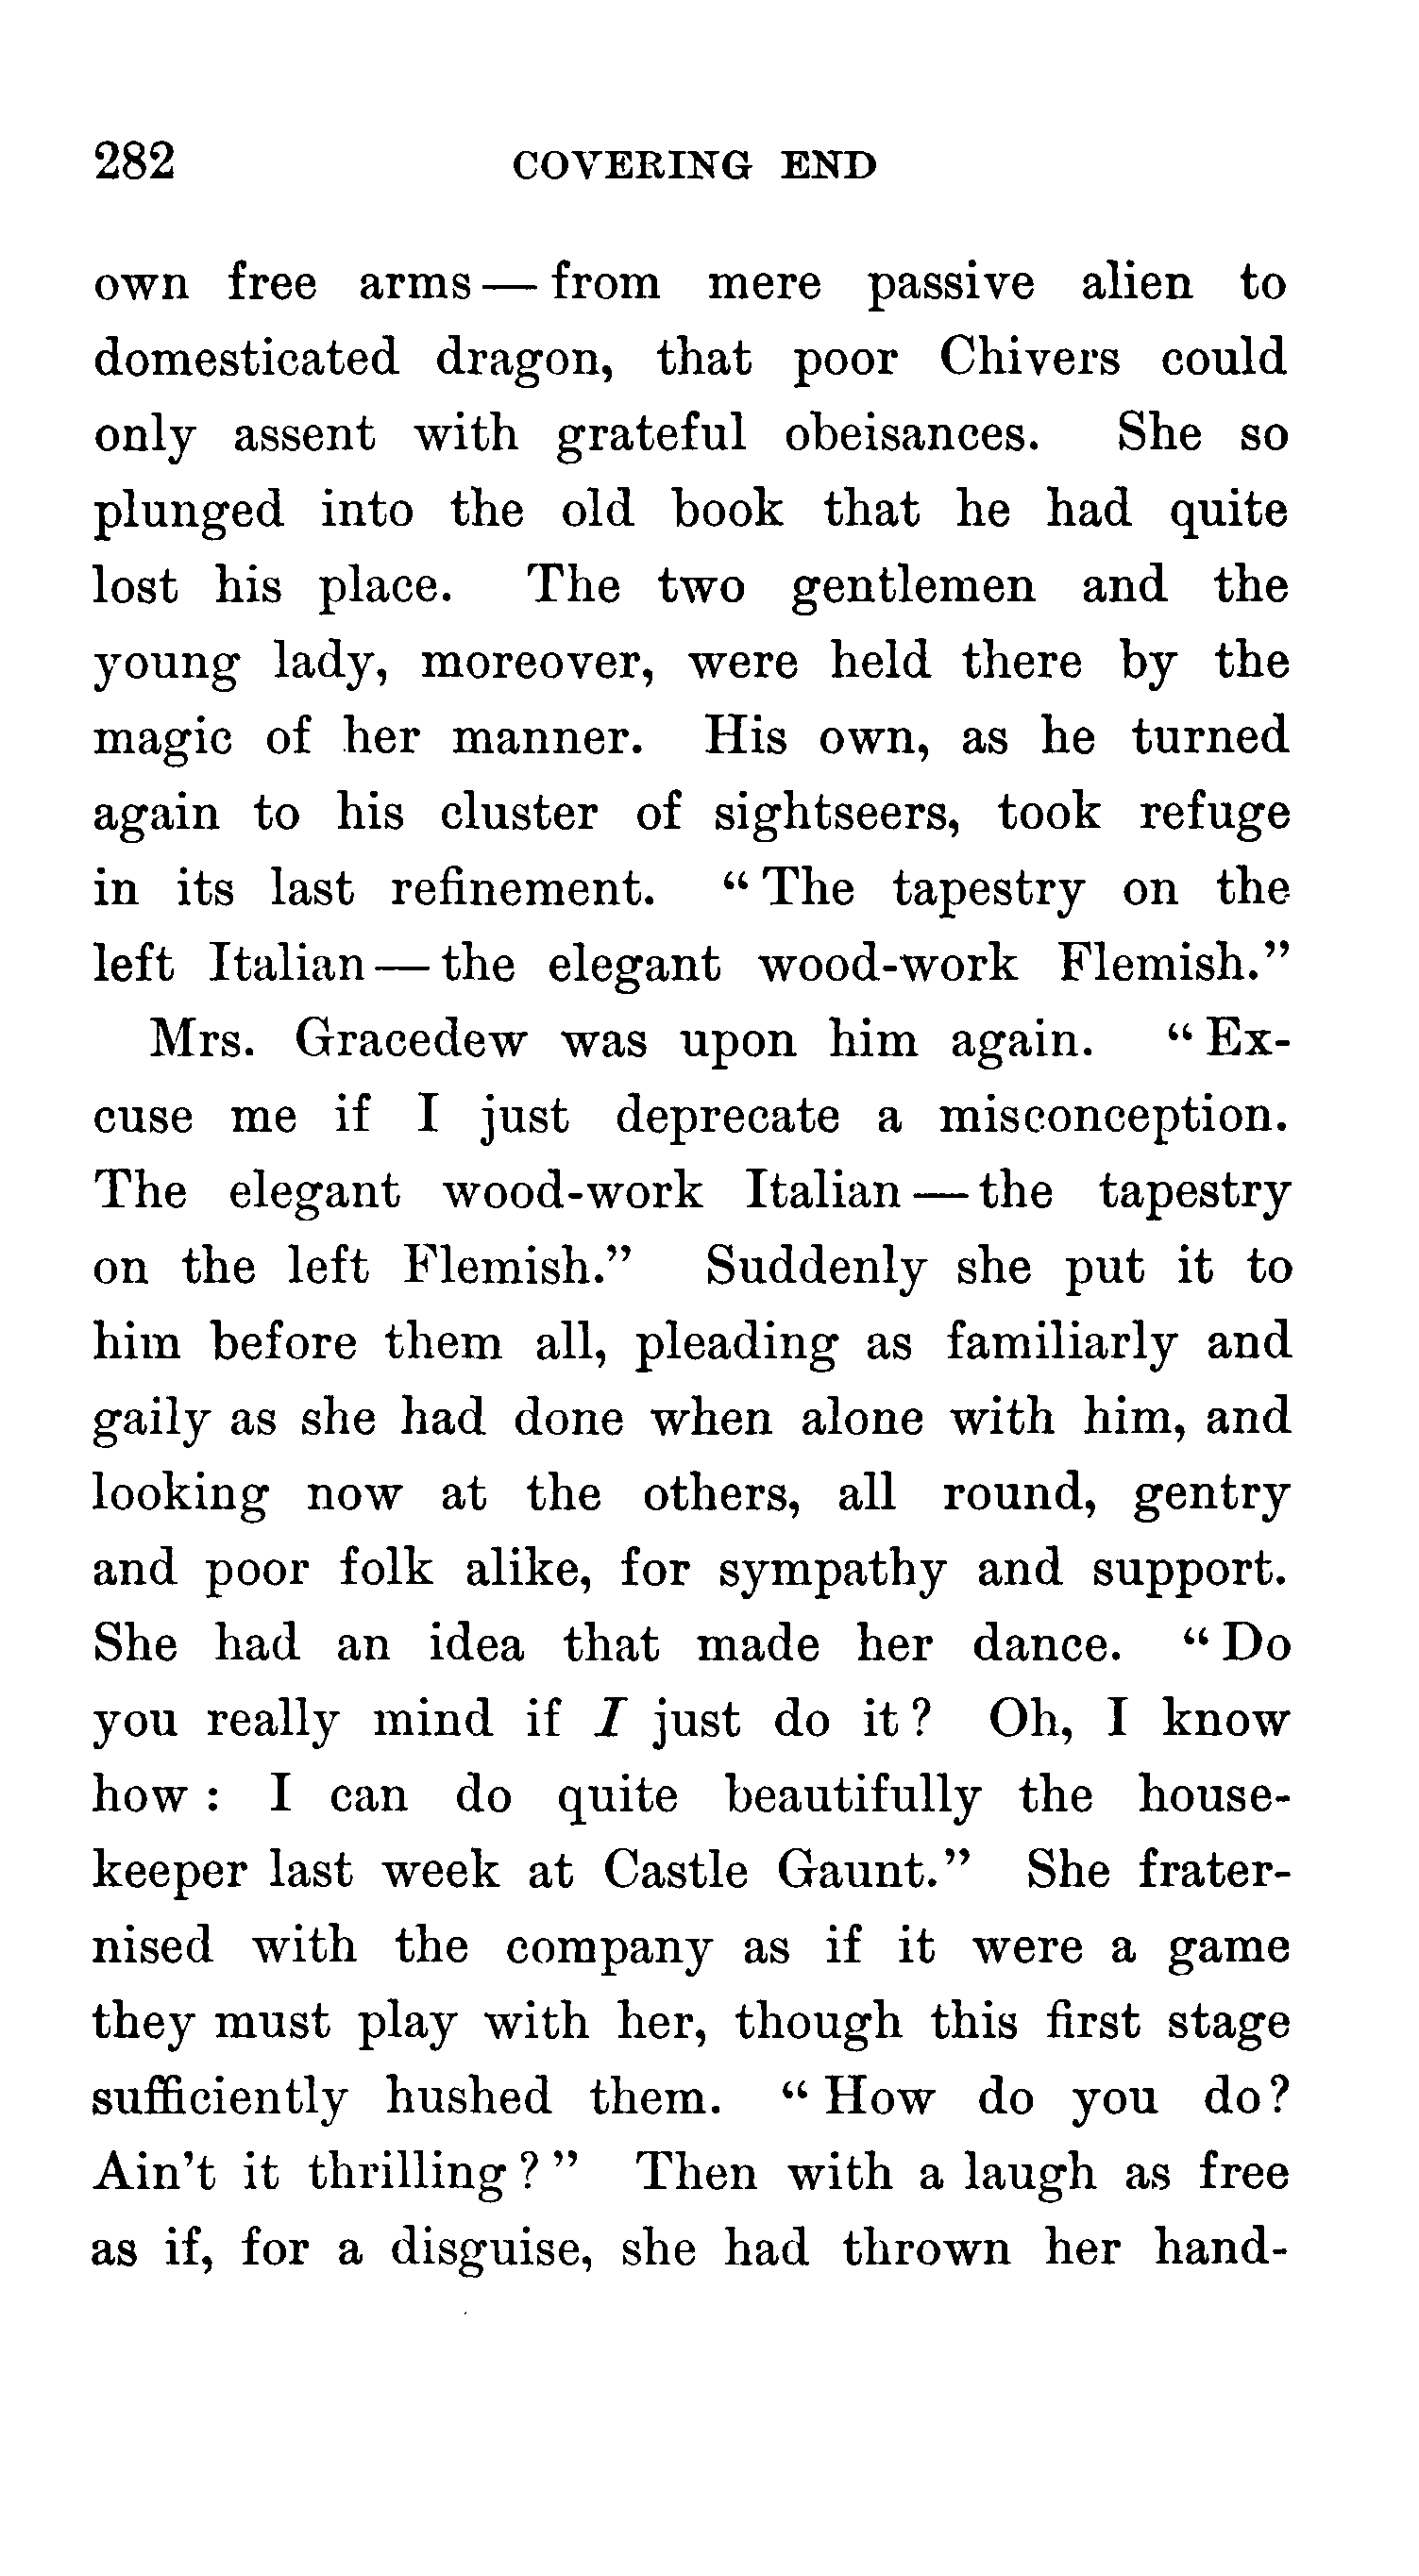 282 COVERING END
own free arms — from mere passive alien to
domesticated dragon, that poor Chivers could
only assent with grateful obeisances. She so
plunged into the old book that he had quite
lost his place. The two gentlemen and the
young lady, moreover, were held there by the
magic of her manner. His own, as he turned
again to his cluster of sightseers, took refuge
in its last refinement. “ The tapestry on the
left Italian — the elegant wood-work Flemish.”
Mrs. Gracedew was upon him again. “ Ex-
cuse me if I just deprecate a misconception.
The elegant wood-work Italian — the tapestry
on the left Flemish.” Suddenly she put it to
him before them all, pleading as familiarly and
gaily as she had done when alone with him, and
looking now at the others, all round, gentry
and poor folk alike, for sympathy and support.
She had an idea that made her dance. “ Do
you really mind if I just do it ? Oh, I know
how : I can do quite beautifully the house-
keeper last week at Castle Gaunt.” She frater-
nised with the company as if it were a game
they must play with her, though this first stage
sufficiently hushed them. “ How do you do?
Ain't it thrilling ? ” Then with a laugh as free
as if, for a disguise, she had thrown her hand-